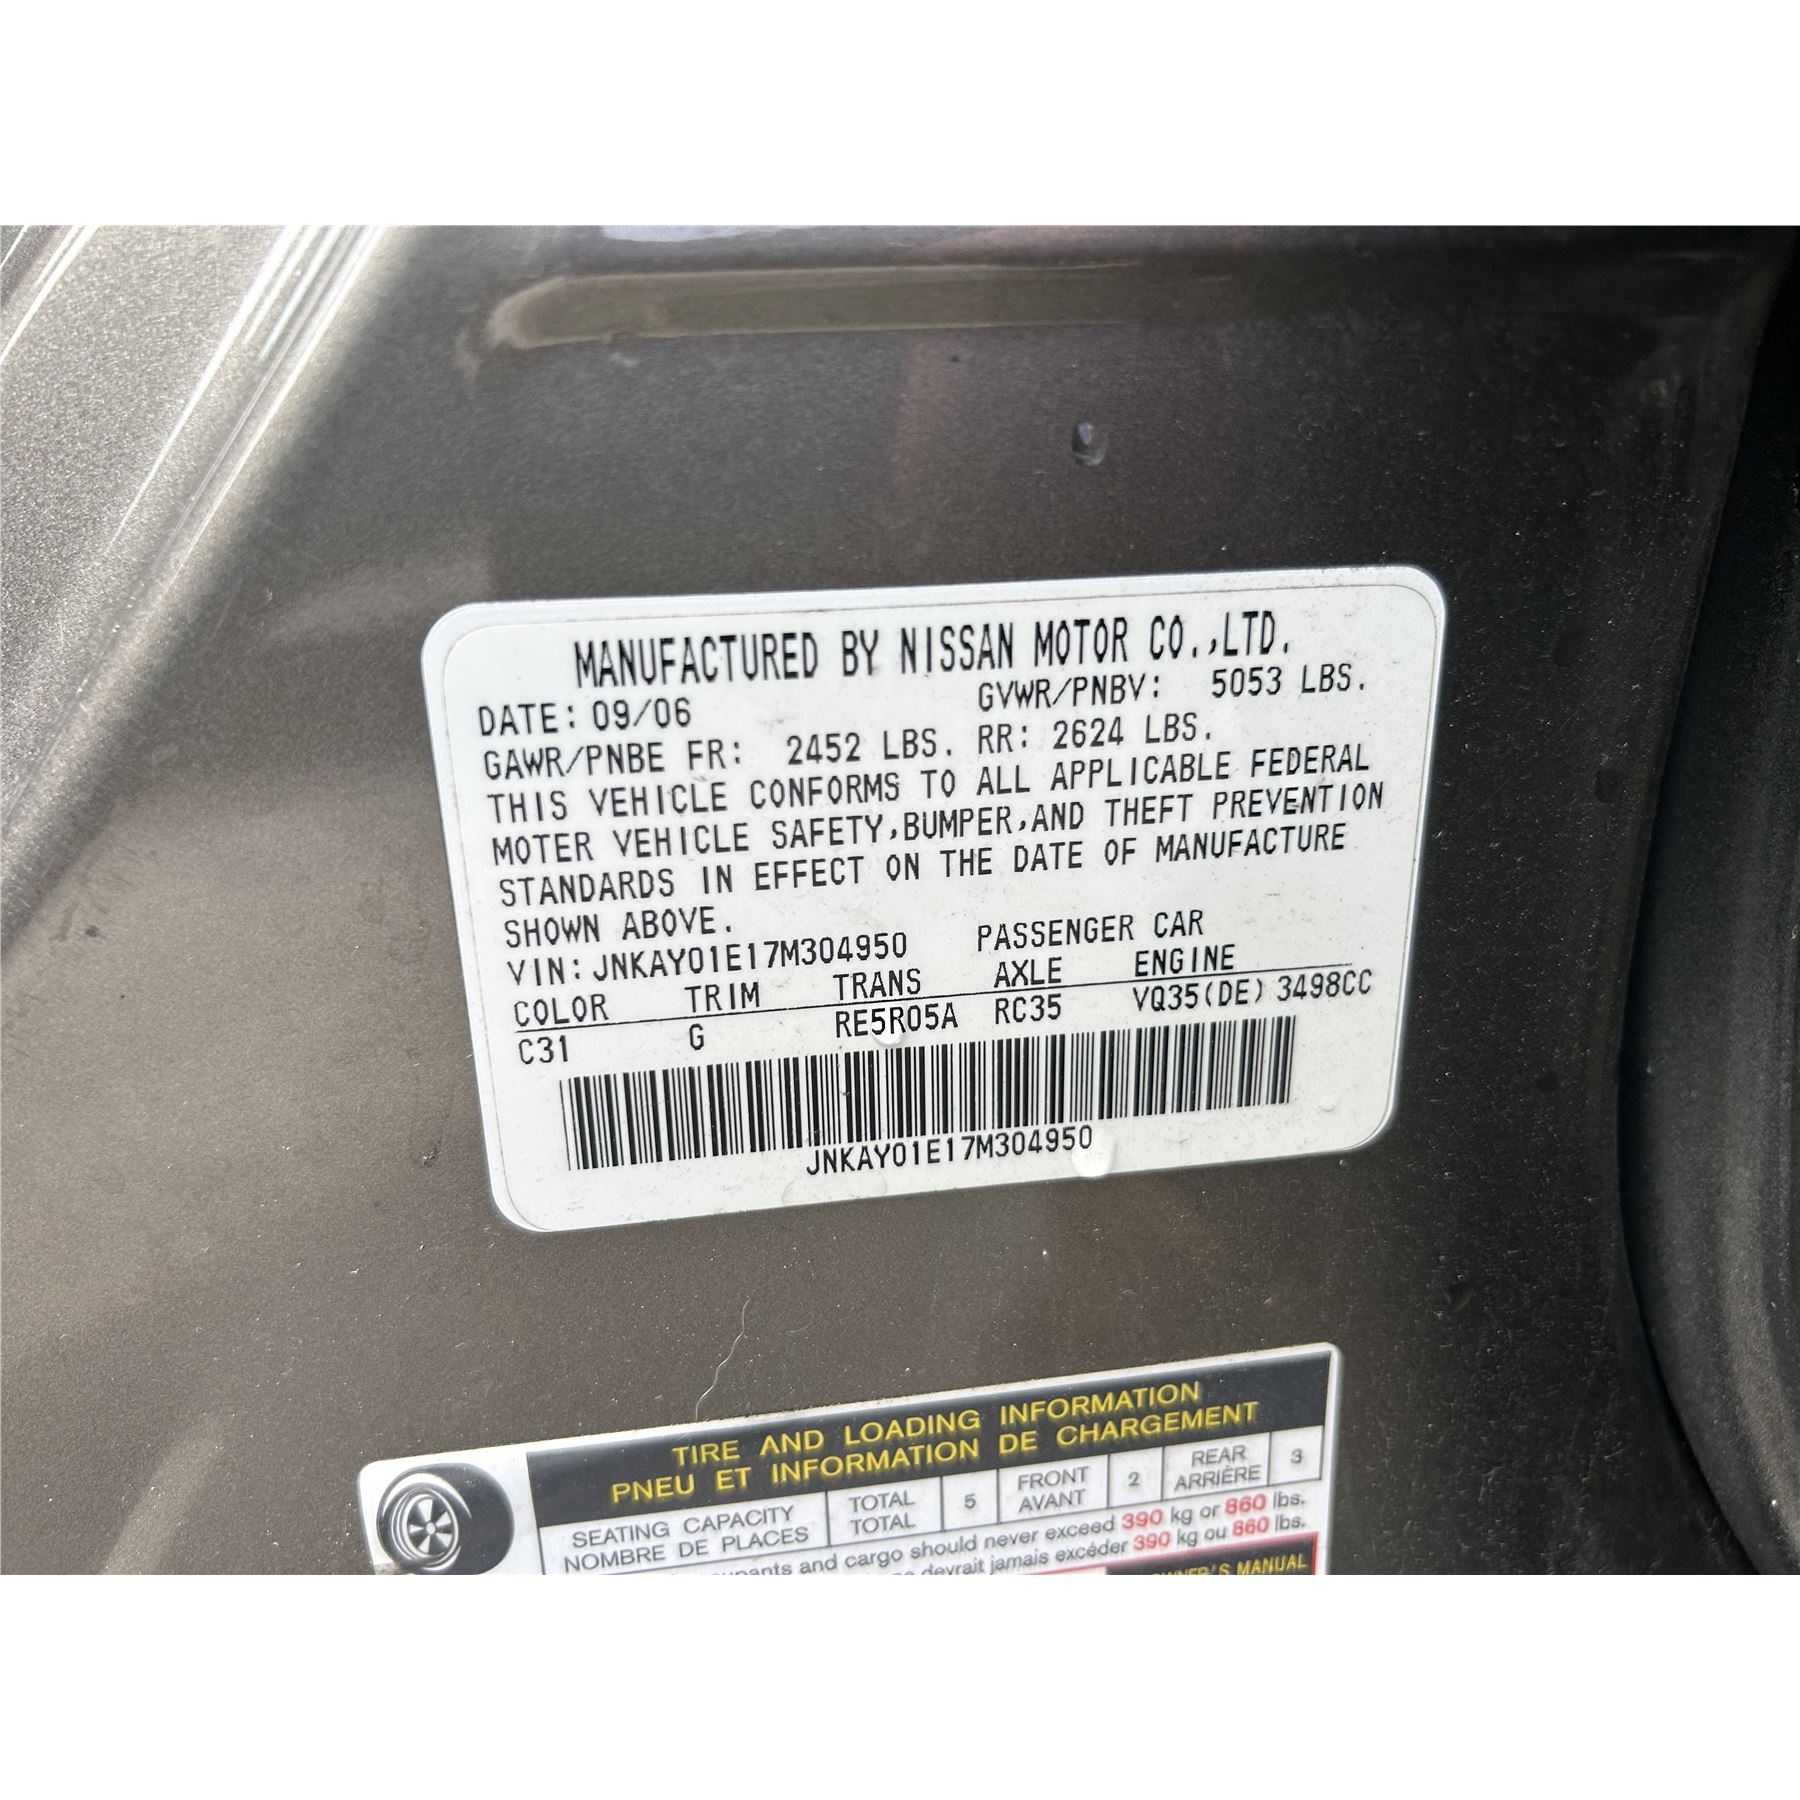 MANUFACTURED BY NISSAN MOTOR CO.,LTD.
DATE: 09/06 GVWR/PNBV: 5053 LBS.
GAWR/PNBE FR: 2452 LBS. RR: 2624 LBS.
THIS VEHICLE CONFORMS TO ALL APPLICABLE FEDERAL
MOTER VEHICLE SAFETY,BUMPER,AND THEFT PREVENTION
STANDARDS IN EFFECT ON THE DATE OF MANUFACTURE
SHOWN ABOVE.
VIN: JNKAY01E17M304950 PASSENGER CAR
COLOR TRIM TRANS AXLE ENGINE
C31 G RE5R05A RC35 VQ35(DE) 3498CC
JNKAY01E17M304950
TIRE AND LOADING INFORMATION
PNEU ET INFORMATION DE CHARGEMENT
SEATING CAPACITY TOTAL 5 FRONT 2 REAR 3
NOMBRE DE PLACES TOTAL AVANT ARRIÈRE
and cargo should never exceed 390 kg or 860 lbs.
devrait jamais excéder 390 kg ou 860 lbs.
MANUAL